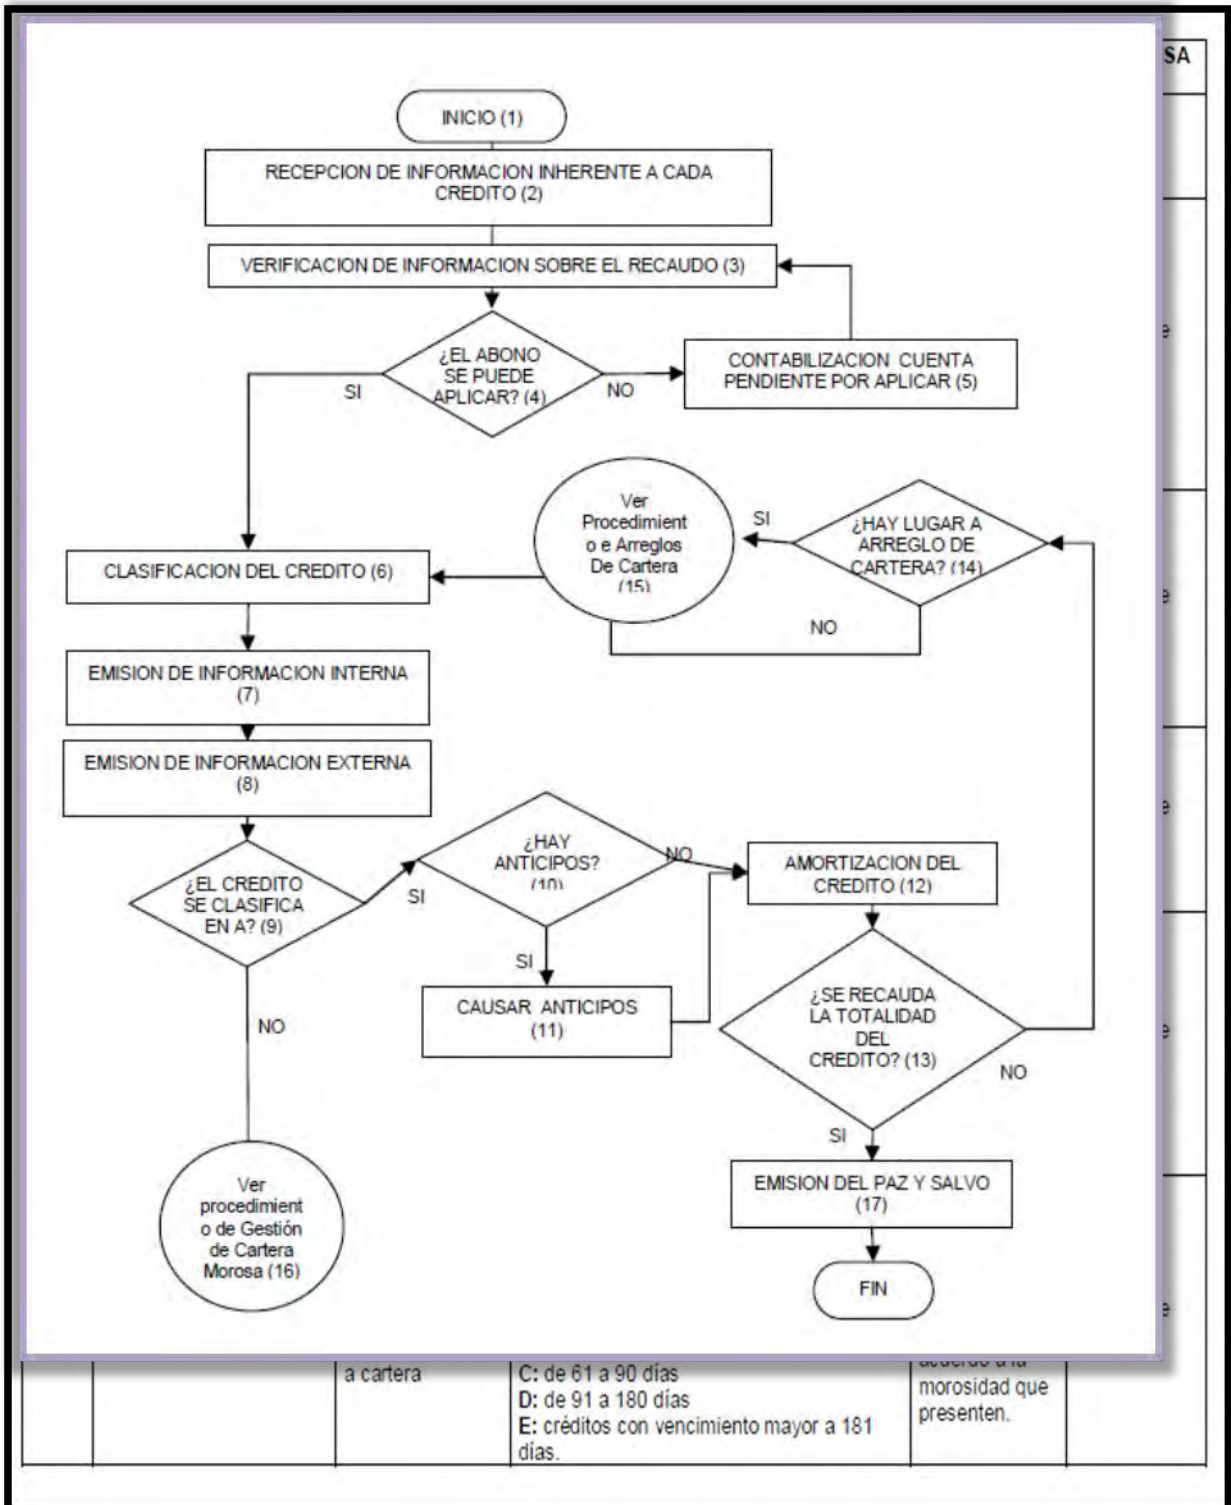 SA
INICIO (1)
RECEPCION DE INFORMACION INHERENTE A CADA
CREDITO (2)
VERIFICACION DE INFORMACION SOBRE EL RECAUDO (3)
¿EL ABONO
SE PUEDE
APLICAR? (4)
SI
NO
CONTABILIZACION CUENTA
PENDIENTE POR APLICAR (5)
Ver
Procedimient
o e Arreglos
De Cartera
(15)
SI
¿HAY LUGAR A
ARREGLO DE
CARTERA? (14)
NO
CLASIFICACION DEL CREDITO (6)
EMISION DE INFORMACION INTERNA
(7)
EMISION DE INFORMACION EXTERNA
(8)
¿EL CREDITO
SE CLASIFICA
EN A? (9)
SI
NO
¿HAY
ANTICIPOS?
(10)
NO
SI
CAUSAR ANTICIPOS
(11)
AMORTIZACION DEL
CREDITO (12)
¿SE RECAUDA
LA TOTALIDAD
DEL
CREDITO? (13)
NO
SI
Ver
procedimient
o de Gestión
de Cartera
Morosa (16)
EMISION DEL PAZ Y SALVO
(17)
FIN
a cartera
C: de 61 a 90 días
D: de 91 a 180 días
E: créditos con vencimiento mayor a 181
días.
acuerdo a la
morosidad que
presenten.